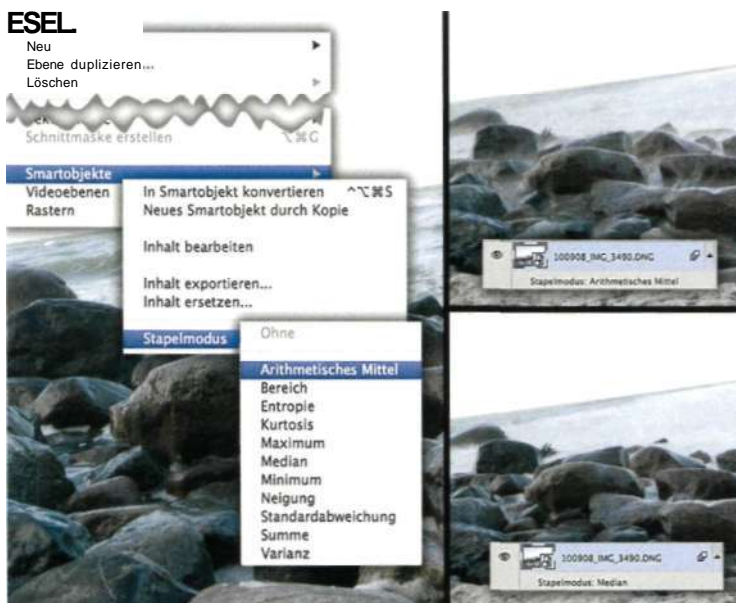 ESEL.
Neu
Ebene duplizieren...
Löschen
Schnittmaske erstellen ⌥⌘G
Smartobjekte
Videoebenen
Rastern
In Smartobjekt konvertieren ^⌥⌘S
Neues Smartobjekt durch Kopie
Inhalt bearbeiten
Inhalt exportieren...
Inhalt ersetzen...
Stapelmodus
Ohne
Arithmetisches Mittel
Bereich
Entropie
Kurtosis
Maximum
Median
Minimum
Neigung
Standardabweichung
Summe
Varianz
100908_IMG_3490.DNG
Stapelmodus: Arithmetisches Mittel
100908_IMG_3490.DNG
Stapelmodus: Median